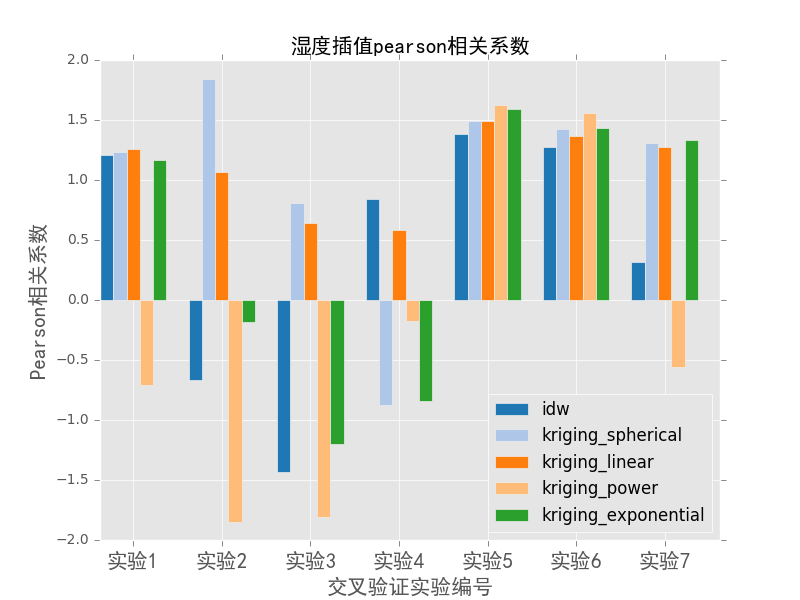 湿度插值pearson相关系数
2.0
1.5
1.0
0.5
0.0
−0.5
−1.0
−1.5
−2.0
Pearson相关系数
idw
kriging_spherical
kriging_linear
kriging_power
kriging_exponential
实验1 实验2 实验3 实验4 实验5 实验6 实验7
交叉验证实验编号